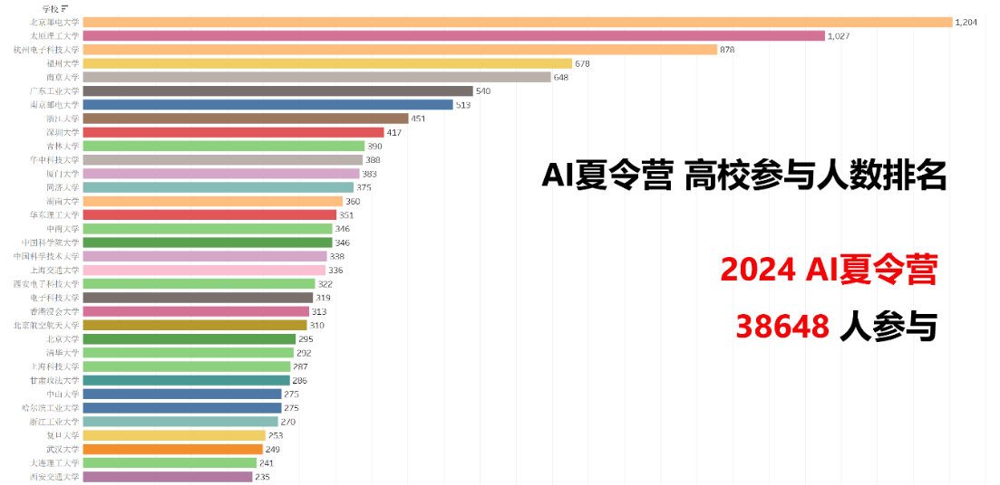 学校
北京邮电大学 1,204
太原理工大学 1,027
杭州电子科技大学 878
福州大学 678
南京大学 648
广东工业大学 540
南京邮电大学 513
浙江大学 451
深圳大学 417
吉林大学 390
华中科技大学 388
厦门大学 383
同济大学 375
湖南大学 360
华东理工大学 351
中南大学 346
中国科学院大学 346
中国科学技术大学 338
上海交通大学 336
西安电子科技大学 322
电子科技大学 319
香港浸会大学 313
北京航空航天大学 310
北京大学 295
清华大学 292
上海科技大学 287
甘肃政法大学 286
中山大学 275
哈尔滨工业大学 275
浙江工业大学 270
复旦大学 253
武汉大学 249
大连理工大学 241
西安交通大学 235
AI夏令营 高校参与人数排名
2024 AI夏令营
38648 人参与